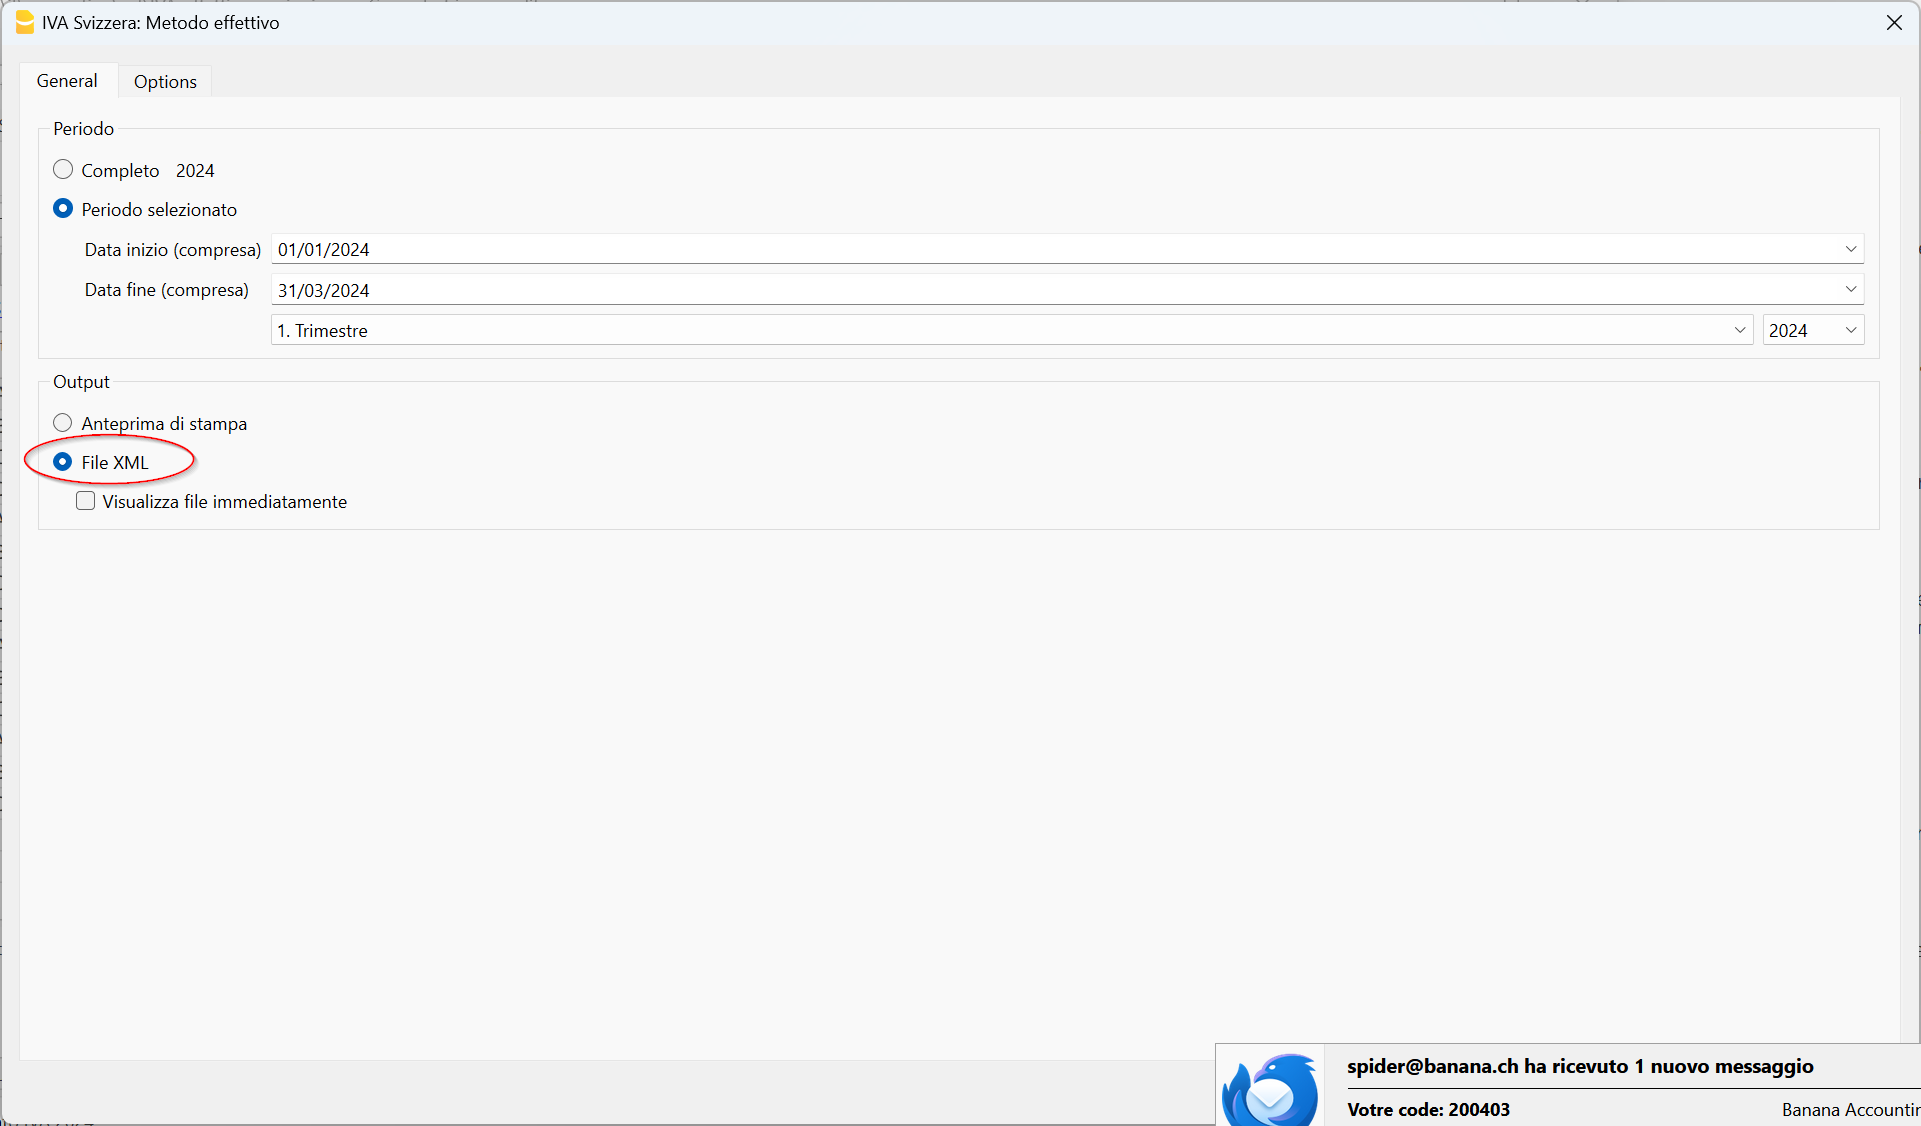 IVA Svizzera: Metodo effettivo
General Options
Periodo
Completo 2024
Periodo selezionato
Data inizio (compresa) 01/01/2024
Data fine (compresa) 31/03/2024
1. Trimestre 2024
Output
Anteprima di stampa
File XML
Visualizza file immediatamente
spider@banana.ch ha ricevuto 1 nuovo messaggio
Votre code: 200403 Banana Accountin